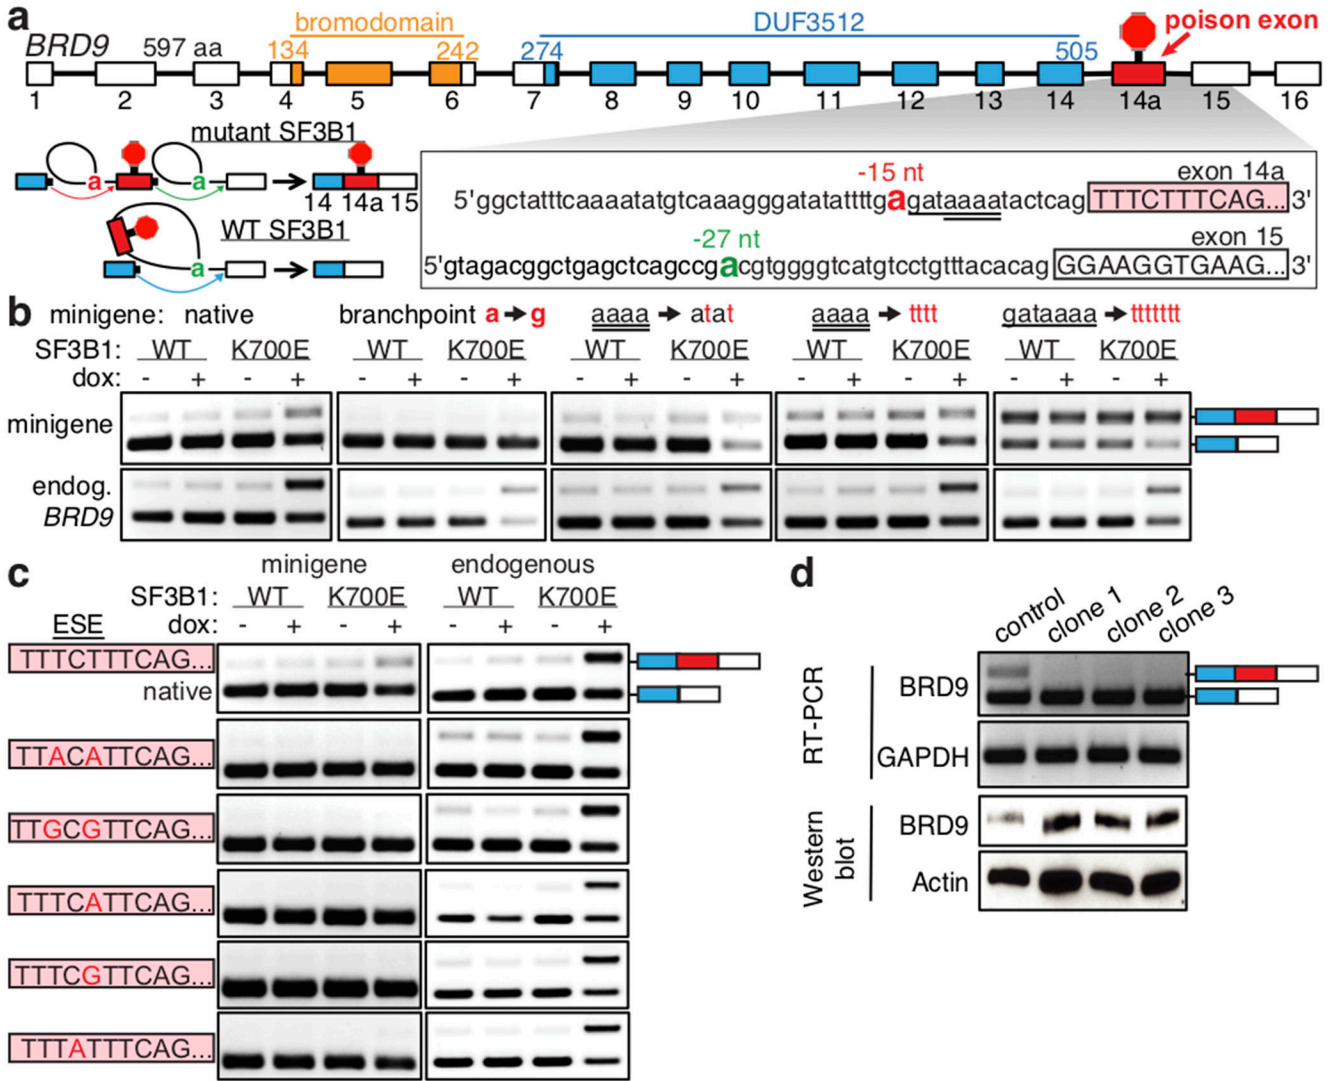 a
bromodomain
DUF3512
poison exon
BRD9 597 aa 134 242 274 505
1 2 3 4 5 6 7 8 9 10 11 12 13 14 14a 15 16
mutant SF3B1
a a
14 14a 15
WT SF3B1
a
-15 nt
exon 14a
5'ggctatttcaaaatatgtcaaagggatatattttgagataaaatactcag TTTCTTTCAG... 3'
-27 nt
exon 15
5'gtagacggctgagctcagccgacgtggggtcatgtcctgtttacacag GGAAGGTGAAG... 3'
b
minigene: native branchpoint a→g aaaa→atat aaaa→tttt gataaaa→ttttttt
SF3B1: WT K700E WT K700E WT K700E WT K700E WT K700E
dox: - + - + - + - + - + - + - + - + - + - +
minigene
endog.
BRD9
c
minigene endogenous
SF3B1: WT K700E WT K700E
ESE dox: - + - + - + - +
TTTCTTTCAG...
native
TTACATTCAG...
TTGCGTTCAG...
TTTCATTCAG...
TTTCGTTCAG...
TTTATTTCAG...
d
control clone 1 clone 2 clone 3
RT-PCR
BRD9
GAPDH
Western
blot
BRD9
Actin